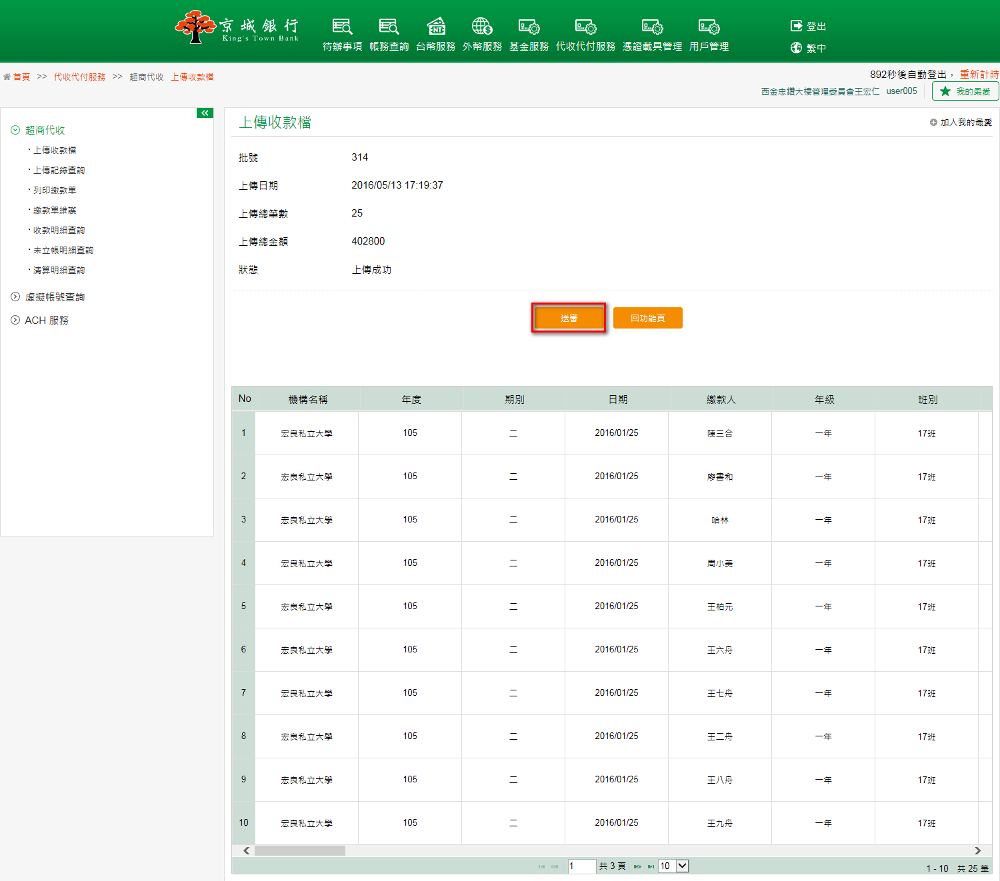 京城銀行
King's Town Bank
待辦事項 帳務查詢 台幣服務 外幣服務 基金服務 代收代付服務 憑證載具管理 用戶管理
NT
登出
繁中
首頁 >> 代收代付服務 >> 超商代收 上傳收款檔
892秒後自動登出, 重新計時
西金忠鑽大樓管理委員會王宏仁 user005 我的最愛
超商代收
上傳收款檔
上傳記錄查詢
列印繳款單
繳款單維護
收款明細查詢
未立帳明細查詢
清算明細查詢
虛擬帳號查詢
ACH 服務
上傳收款檔
加入我的最愛
批號 314
上傳日期 2016/05/13 17:19:37
上傳總筆數 25
上傳總金額 402800
狀態 上傳成功
送審 回功能頁
No 機構名稱 年度 期別 日期 繳款人 年級 班別
1 宏良私立大學 105 二 2016/01/25 陳三合 一年 17班
2 宏良私立大學 105 二 2016/01/25 廖書和 一年 17班
3 宏良私立大學 105 二 2016/01/25 哈林 一年 17班
4 宏良私立大學 105 二 2016/01/25 周小美 一年 17班
5 宏良私立大學 105 二 2016/01/25 王柏元 一年 17班
6 宏良私立大學 105 二 2016/01/25 王六舟 一年 17班
7 宏良私立大學 105 二 2016/01/25 王七舟 一年 17班
8 宏良私立大學 105 二 2016/01/25 王二舟 一年 17班
9 宏良私立大學 105 二 2016/01/25 王八舟 一年 17班
10 宏良私立大學 105 二 2016/01/25 王九舟 一年 17班
1 共 3 頁 10
1 - 10 共 25 筆